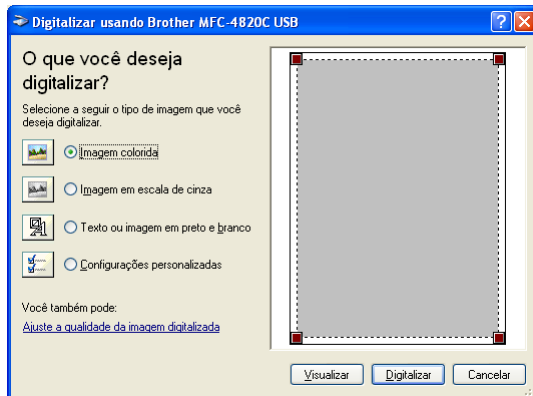 Digitalizar usando Brother MFC-4820C USB
O que você deseja
digitalizar?
Selecione a seguir o tipo de imagem que você
deseja digitalizar.
Imagem colorida
Imagem em escala de cinza
Texto ou imagem em preto e branco
Configurações personalizadas
Você também pode:
Ajuste a qualidade da imagem digitalizada
Visualizar
Digitalizar
Cancelar